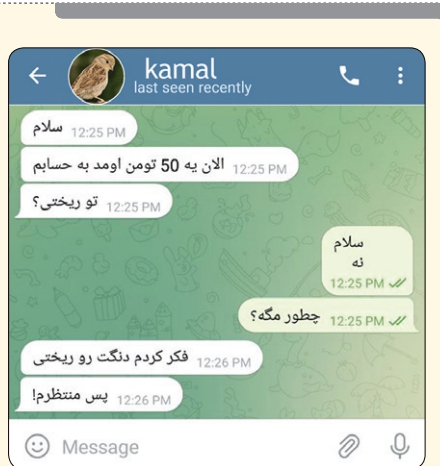 kamal
last seen recently
سلام 12:25 PM
الان یه 50 تومن اومد به حسابم 12:25 PM
تو ریختی؟ 12:25 PM
سلام
نه
12:25 PM
چطور مگه؟ 12:25 PM
فکر کردم دنگت رو ریختی 12:26 PM
پس منتظرم! 12:26 PM
Message